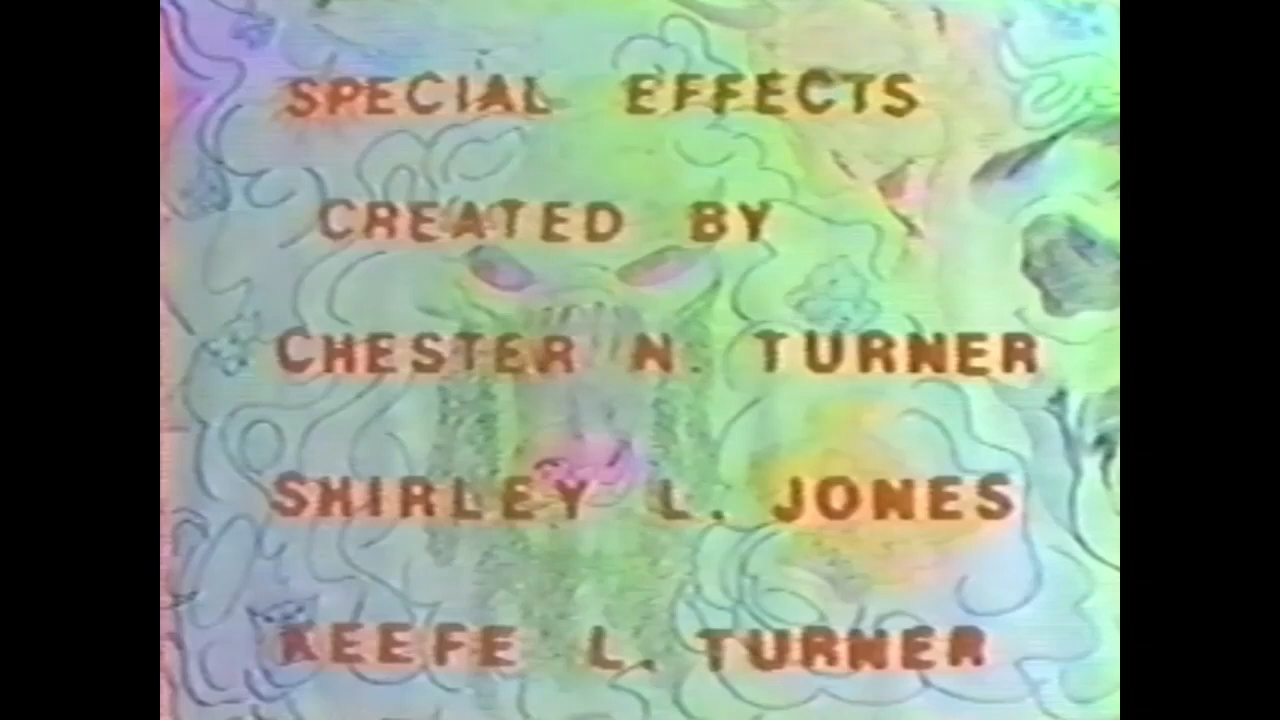 SPECIAL EFFECTS
CREATED BY
CHESTER N. TURNER
SHIRLEY L. JONES
KEEFE L. TURNER